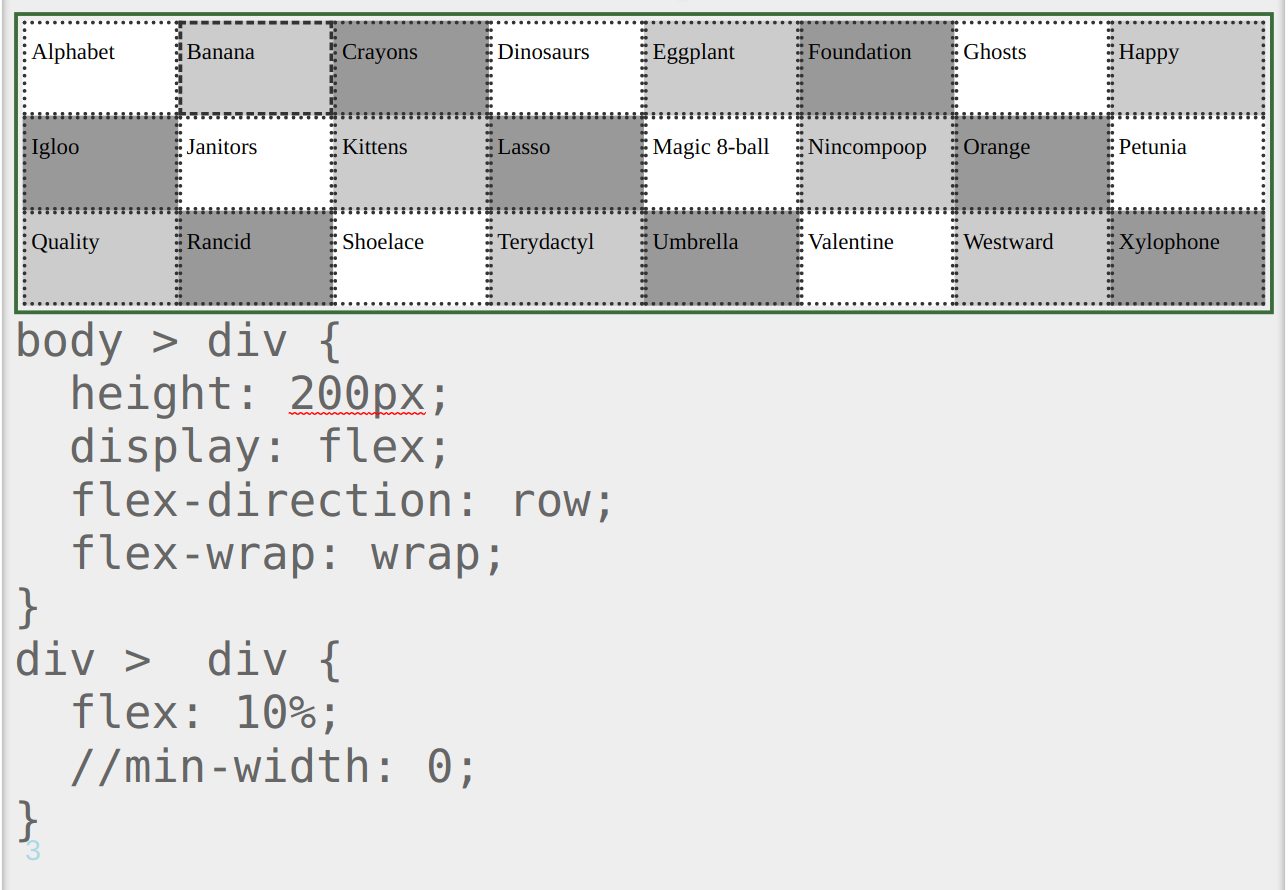 Alphabet Banana Crayons Dinosaurs Eggplant Foundation Ghosts Happy
Igloo Janitors Kittens Lasso Magic 8-ball Nincompoop Orange Petunia
Quality Rancid Shoelace Terydactyl Umbrella Valentine Westward Xylophone
body > div {
  height: 200px;
  display: flex;
  flex-direction: row;
  flex-wrap: wrap;
}
div >  div {
  flex: 10%;
  //min-width: 0;
}
3